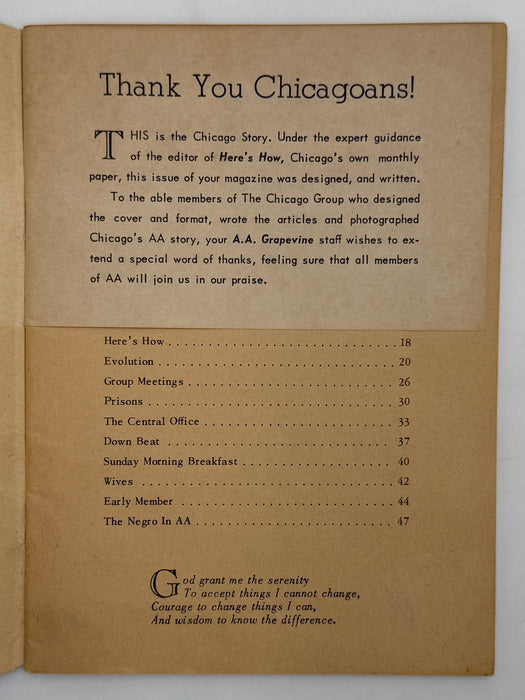 Thank You Chicagoans!
THIS is the Chicago Story. Under the expert guidance
of the editor of Here's How, Chicago's own monthly
paper, this issue of your magazine was designed, and written.
To the able members of The Chicago Group who designed
the cover and format, wrote the articles and photographed
Chicago's AA story, your A.A. Grapevine staff wishes to ex-
tend a special word of thanks, feeling sure that all members
of AA will join us in our praise.
Here's How . . . . . . . . . . . . . . . . . . . . . . . . . 18
Evolution . . . . . . . . . . . . . . . . . . . . . . . . . . 20
Group Meetings . . . . . . . . . . . . . . . . . . . . . . . 26
Prisons . . . . . . . . . . . . . . . . . . . . . . . . . . . 30
The Central Office . . . . . . . . . . . . . . . . . . . . . 33
Down Beat . . . . . . . . . . . . . . . . . . . . . . . . . 37
Sunday Morning Breakfast . . . . . . . . . . . . . . . . 40
Wives . . . . . . . . . . . . . . . . . . . . . . . . . . . . 42
Early Member . . . . . . . . . . . . . . . . . . . . . . . . 44
The Negro In AA . . . . . . . . . . . . . . . . . . . . . . 47
God grant me the serenity
To accept things I cannot change,
Courage to change things I can,
And wisdom to know the difference.